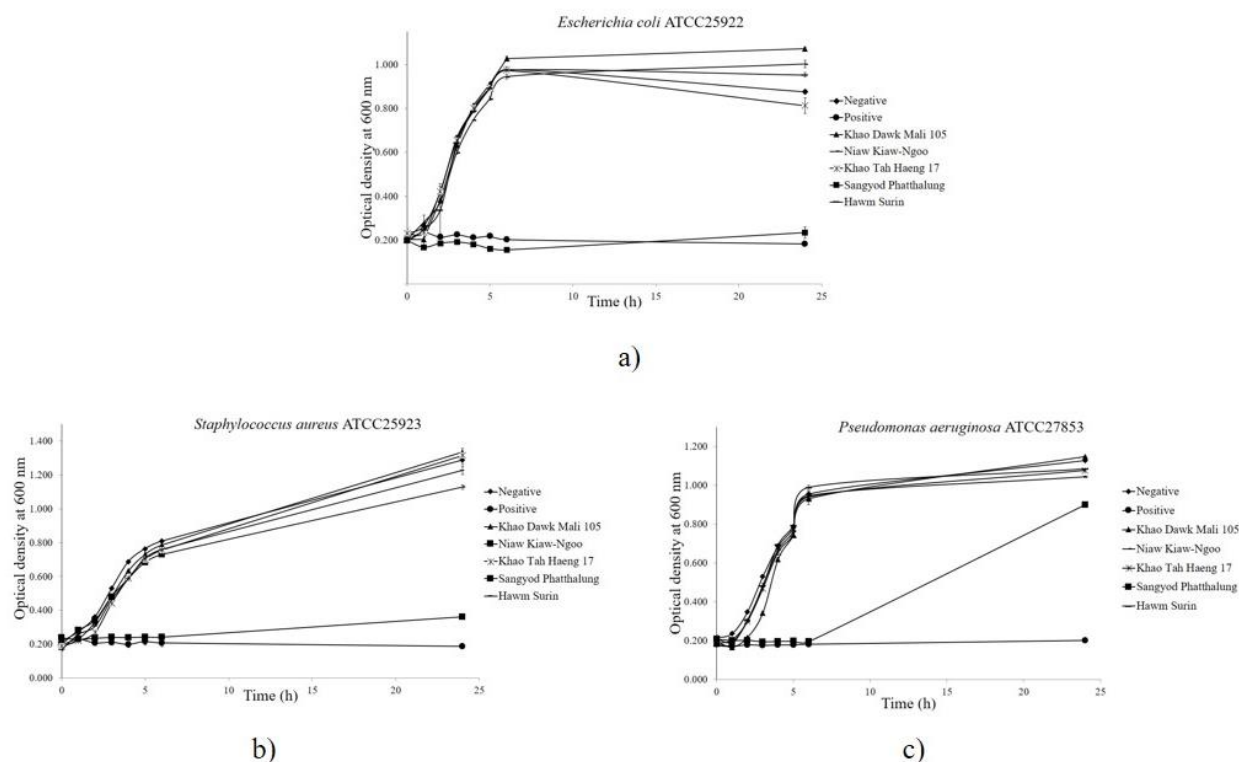 Escherichia coli ATCC25922
Optical density at 600 nm
1.000
0.800
0.600
0.400
0.200
0
5
10
15
20
25
Time (h)
Negative
Positive
Khao Dawk Mali 105
Niaw Kiaw-Ngoo
Khao Tah Haeng 17
Sangyod Phatthalung
Hawm Surin
a)
Staphylococcus aureus ATCC25923
Optical density at 600 nm
1.400
1.200
1.000
0.800
0.600
0.400
0.200
0.000
0
5
10
15
20
25
Time (h)
Negative
Positive
Khao Dawk Mali 105
Niaw Kiaw-Ngoo
Khao Tah Haeng 17
Sangyod Phatthalung
Hawm Surin
b)
Pseudomonas aeruginosa ATCC27853
Optical density at 600 nm
1.200
1.000
0.800
0.600
0.400
0.200
0.000
0
5
10
15
20
25
Time (h)
Negative
Positive
Khao Dawk Mali 105
Niaw Kiaw-Ngoo
Khao Tah Haeng 17
Sangyod Phatthalung
Hawm Surin
c)